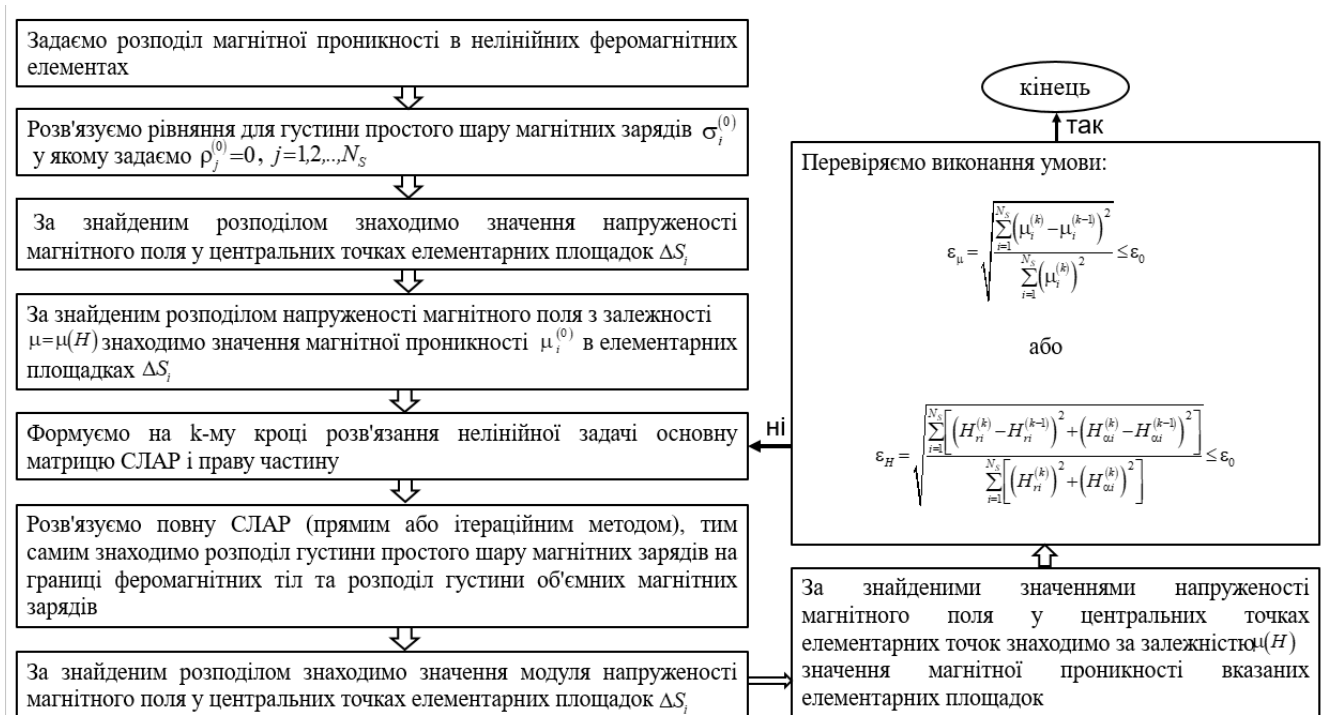 Задаємо розподіл магнітної проникності в нелінійних феромагнітних
елементах
Розв'язуємо рівняння для густини простого шару магнітних зарядів σ_i^(0)
у якому задаємо ρ_j^(0)=0, j=1,2,..,N_S
За знайденим розподілом знаходимо значення напруженості
магнітного поля у центральних точках елементарних площадок ΔS_i
За знайденим розподілом напруженості магнітного поля з залежності
μ=μ(H) знаходимо значення магнітної проникності μ_i^(0) в елементарних
площадках ΔS_i
Формуємо на k-му кроці розв'язання нелінійної задачі основну
матрицю СЛАР і праву частину
Розв'язуємо повну СЛАР (прямим або ітераційним методом), тим
самим знаходимо розподіл густини простого шару магнітних зарядів на
границі феромагнітних тіл та розподіл густини об'ємних магнітних
зарядів
За знайденим розподілом знаходимо значення модуля напруженості
магнітного поля у центральних точках елементарних площадок ΔS_i
За знайденими значеннями напруженості
магнітного поля у центральних точках
елементарних точок знаходимо за залежністю μ(H)
значення магнітної проникності вказаних
елементарних площадок
Перевіряємо виконання умови:
ε_μ = √(∑_{i=1}^{N_S}(μ_i^(k) − μ_i^(k−1))^2 / ∑_{i=1}^{N_S}(μ_i^(k))^2) ≤ ε_0
або
ε_H = √(∑_{i=1}^{N_S}[(H_ri^(k) − H_ri^(k−1))^2 + (H_αi^(k) − H_αi^(k−1))^2] / ∑_{i=1}^{N_S}[(H_ri^(k))^2 + (H_αi^(k))^2]) ≤ ε_0
ні
так
кінець